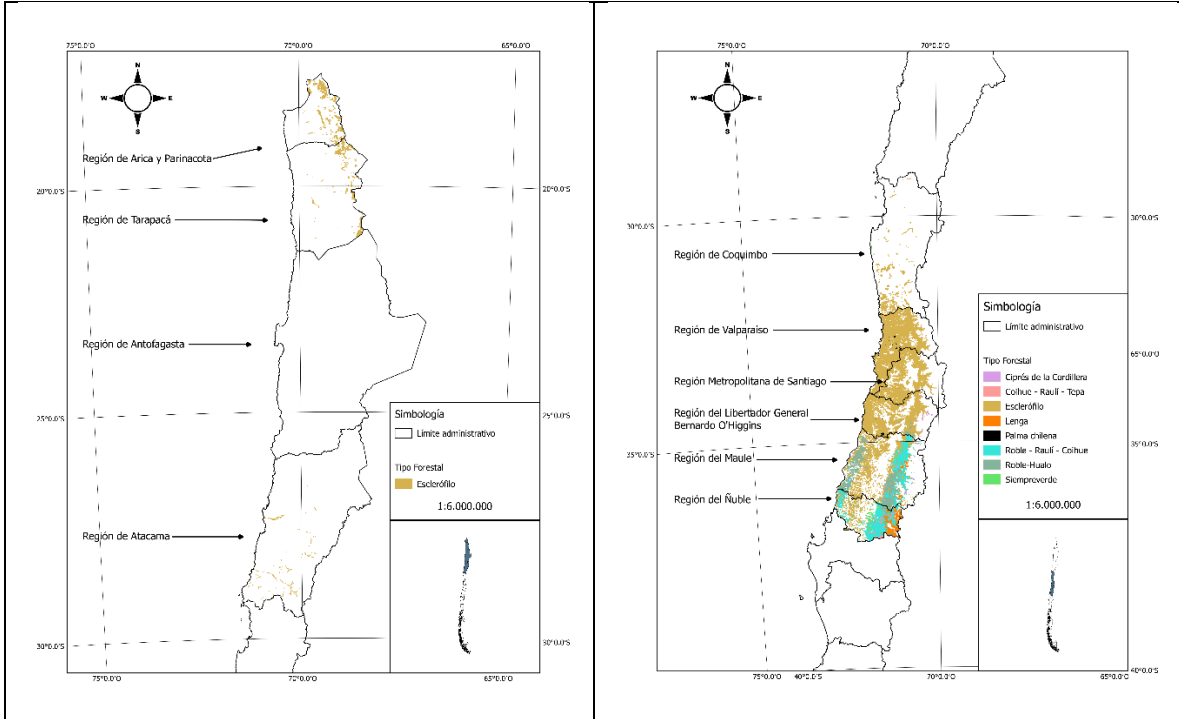 75°0.0'O
70°0.0'O
65°0.0'O
N
W
E
S
Región de Arica y Parinacota
20°0.0'S
20°0.0'S
Región de Tarapacá
Región de Antofagasta
Simbología
Límite administrativo
Tipo Forestal
Esclerófilo
1:6.000.000
25°0.0'S
25°0.0'S
Región de Atacama
30°0.0'S
30°0.0'S
75°0.0'O
70°0.0'O
65°0.0'O
75°0.0'O
70°0.0'O
N
W
E
S
30°0.0'S
30°0.0'S
Región de Coquimbo
Región de Valparaíso
Región Metropolitana de Santiago
Región del Libertador General
Bernardo O'Higgins
Región del Maule
Región del Ñuble
35°0.0'S
65°0.0'O
35°0.0'S
Simbología
Límite administrativo
Tipo Forestal
Ciprés de la Cordillera
Coihue - Raulí - Tepa
Esclerófilo
Lenga
Palma chilena
Roble - Raulí - Coihue
Roble-Hualo
Siempreverde
1:6.000.000
40°0.0'S
75°0.0'O
40°0.0'S
70°0.0'O
65°0.0'O